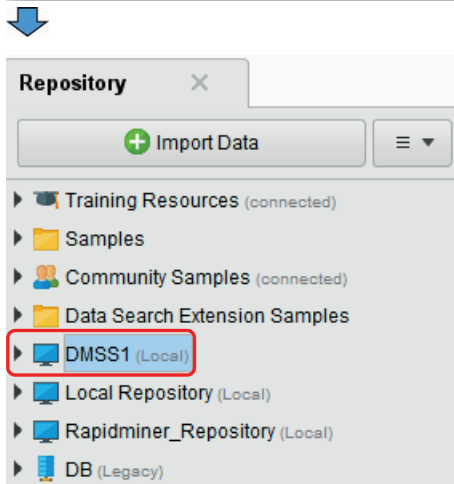 Repository
Import Data
Training Resources (connected)
Samples
Community Samples (connected)
Data Search Extension Samples
DMSS1 (Local)
Local Repository (Local)
Rapidminer_Repository (Local)
DB (Legacy)